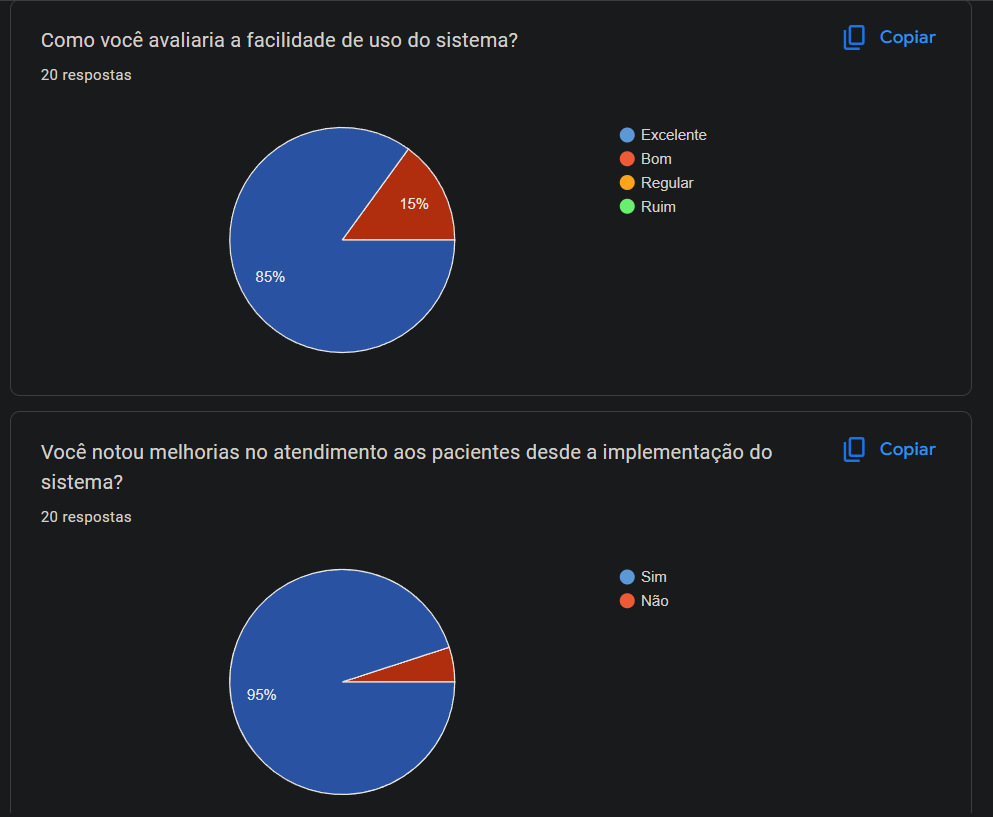 Como você avaliaria a facilidade de uso do sistema?
Copiar
20 respostas
Excelente
Bom
Regular
Ruim
15%
85%
Você notou melhorias no atendimento aos pacientes desde a implementação do
sistema?
Copiar
20 respostas
Sim
Não
95%